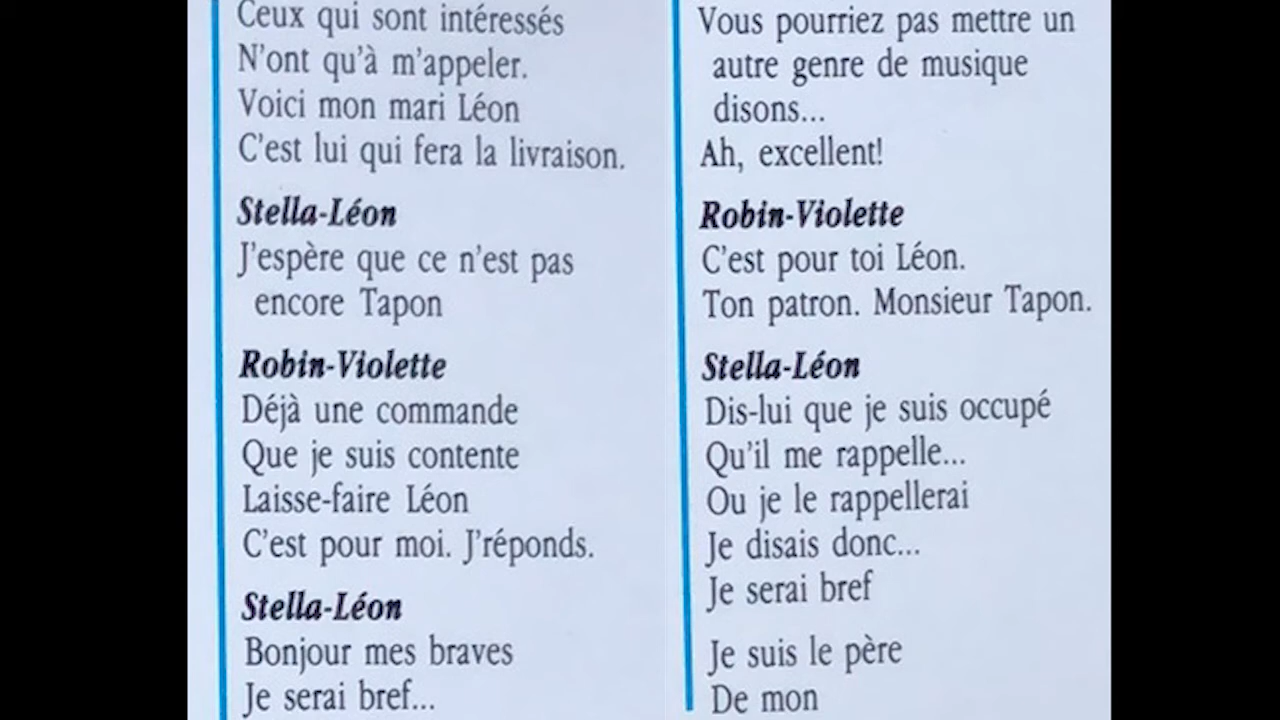 Ceux qui sont intéressés
N'ont qu'à m'appeler.
Voici mon mari Léon
C'est lui qui fera la livraison.
Stella-Léon
J'espère que ce n'est pas
encore Tapon
Robin-Violette
Déjà une commande
Que je suis contente
Laisse-faire Léon
C'est pour moi. J'réponds.
Stella-Léon
Bonjour mes braves
Je serai bref...
Vous pourriez pas mettre un
autre genre de musique
disons...
Ah, excellent!
Robin-Violette
C'est pour toi Léon.
Ton patron. Monsieur Tapon.
Stella-Léon
Dis-lui que je suis occupé
Qu'il me rappelle...
Ou je le rappellerai
Je disais donc...
Je serai bref
Je suis le père
De mon